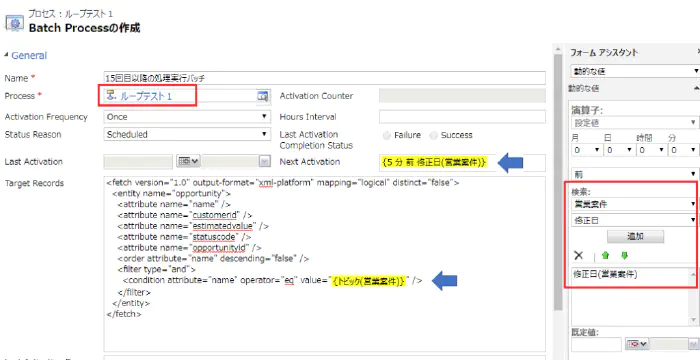 プロセス : ループテスト1
Batch Processの作成
General
Name *
15回目以降の処理実行バッチ
Process *
ループテスト1
Activation Counter
Activation Frequency
Once
Hours Interval
Status Reason
Scheduled
Last Activation Completion Status
Failure
Success
Last Activation
Next Activation
{5 分 前 修正日(営業案件)}
Target Records
<fetch version="1.0" output-format="xml-platform" mapping="logical" distinct="false">
<entity name="opportunity">
<attribute name="name" />
<attribute name="customerid" />
<attribute name="estimatedvalue" />
<attribute name="statuscode" />
<attribute name="opportunityid" />
<order attribute="name" descending="false" />
<filter type="and">
<condition attribute="name" operator="eq" value="{トピック(営業案件)}" />
</filter>
</entity>
</fetch>
フォーム アシスタント
動的な値
動的な値
演算子:
設定値
月 日 時間 分
0 0 0 0
前
検索:
営業案件
修正日
追加
修正日(営業案件)
既定値: